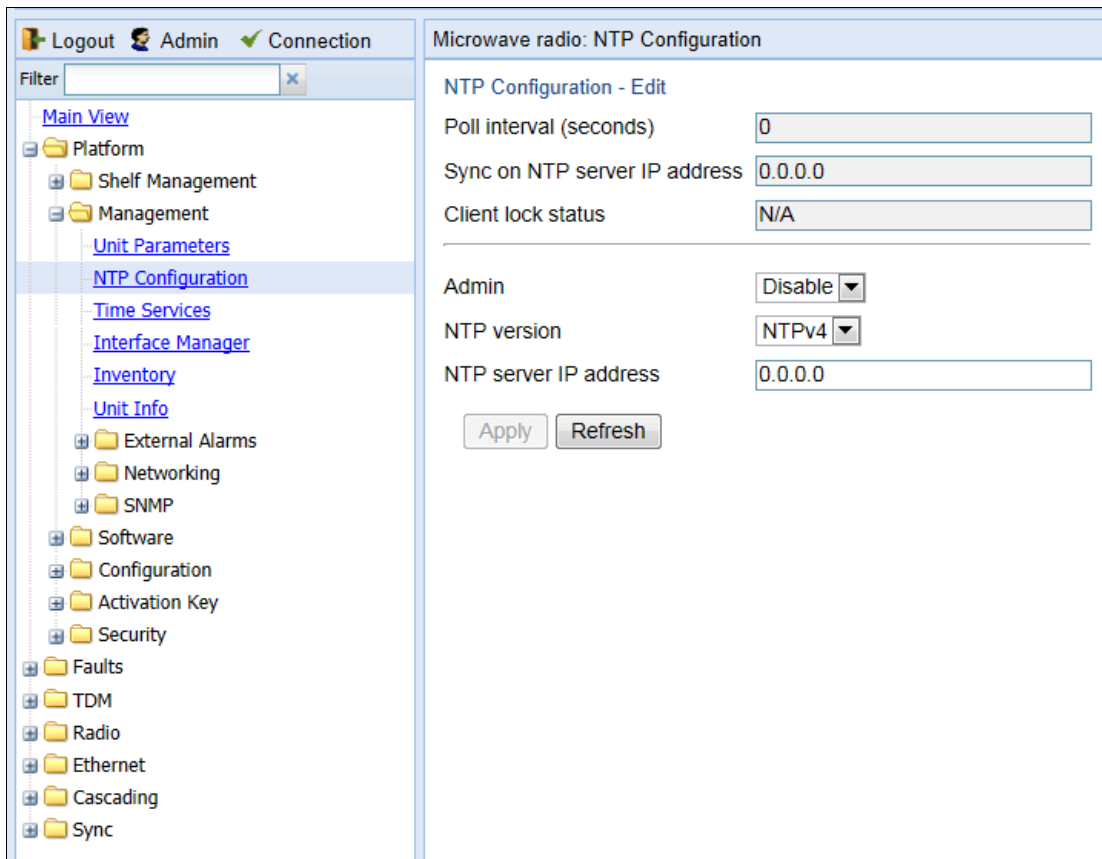 Logout Admin Connection
Filter
Main View
Platform
Shelf Management
Management
Unit Parameters
NTP Configuration
Time Services
Interface Manager
Inventory
Unit Info
External Alarms
Networking
SNMP
Software
Configuration
Activation Key
Security
Faults
TDM
Radio
Ethernet
Cascading
Sync
Microwave radio: NTP Configuration
NTP Configuration - Edit
Poll interval (seconds) 0
Sync on NTP server IP address 0.0.0.0
Client lock status N/A
Admin Disable
NTP version NTPv4
NTP server IP address 0.0.0.0
Apply Refresh